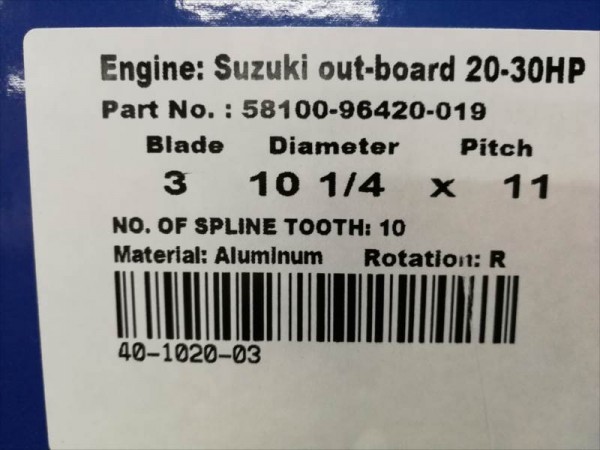 Engine: Suzuki out-board 20-30HP
Part No. : 58100-96420-019
Blade Diameter Pitch
3 10 1/4 x 11
NO. OF SPLINE TOOTH: 10
Material: Aluminum Rotation: R
40-1020-03